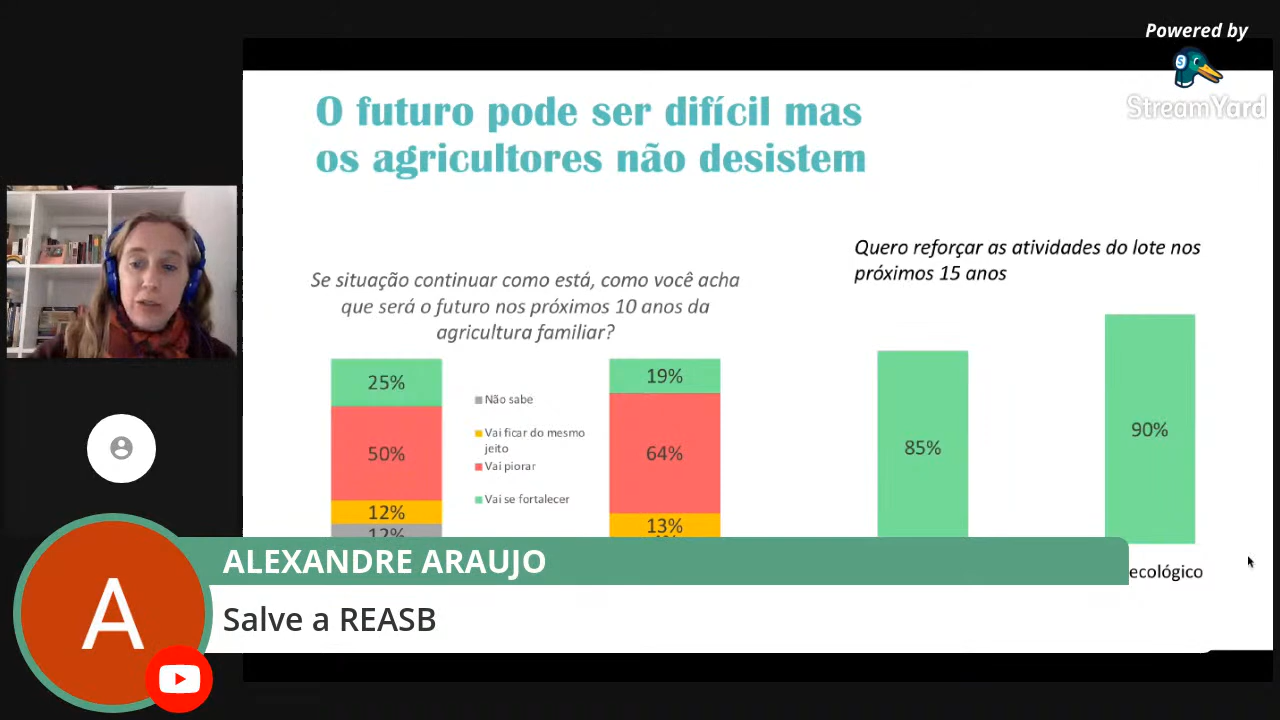 Powered by
StreamYard
O futuro pode ser difícil mas
os agricultores não desistem
Quero reforçar as atividades do lote nos
próximos 15 anos
Se situação continuar como está, como você acha
que será o futuro nos próximos 10 anos da
agricultura familiar?
25%
50%
12%
12%
Não sabe
Vai ficar do mesmo
jeito
Vai piorar
Vai se fortalecer
19%
64%
13%
85%
90%
ecológico
ALEXANDRE ARAUJO
Salve a REASB
A